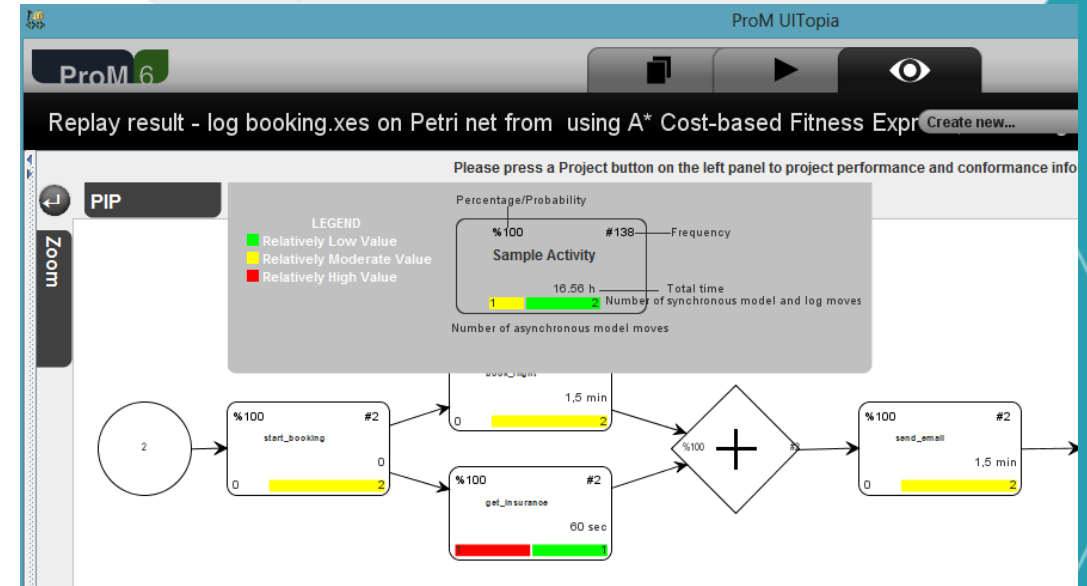 ProM UITopia
ProM 6
Replay result - log booking.xes on Petri net from using A* Cost-based Fitness Expr
Create new...
Please press a Project button on the left panel to project performance and conformance info
PIP
Zoom
LEGEND
Relatively Low Value
Relatively Moderate Value
Relatively High Value
Percentage/Probability
%100 #138 Frequency
Sample Activity
16.56 h Total time
1 2 Number of synchronous model and log moves
Number of asynchronous model moves
book_flight
1,5 min
0 2
2
%100 #2
start_booking
0
0 2
%100 #2
get_insurance
60 sec
1 1
%100 #2
%100 #2
send_email
1,5 min
0 2